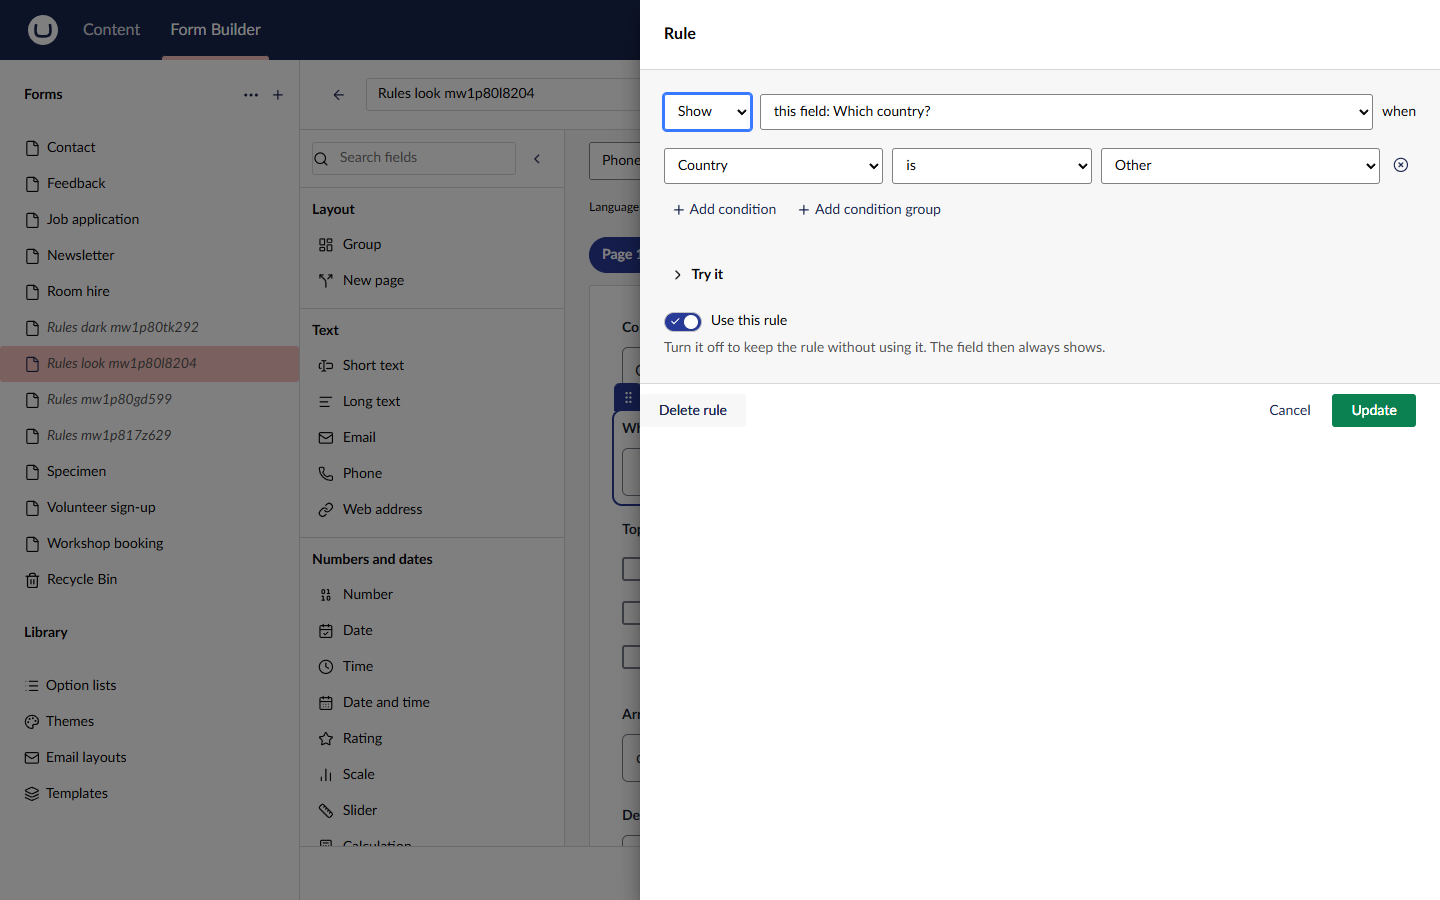 Content
Form Builder
Rule
Forms
Rules look mw1p80l8204
Show
this field: Which country?
when
Contact
Feedback
Job application
Newsletter
Room hire
Rules dark mw1p80tk292
Rules look mw1p80l8204
Rules mw1p80gd599
Rules mw1p817z629
Specimen
Volunteer sign-up
Workshop booking
Recycle Bin
Library
Option lists
Themes
Email layouts
Templates
Search fields
Layout
Group
New page
Text
Short text
Long text
Email
Phone
Web address
Numbers and dates
Number
Date
Time
Date and time
Rating
Scale
Slider
Calculation
Phone
Language
Page 1
Country
is
Other
Add condition
Add condition group
Try it
Use this rule
Turn it off to keep the rule without using it. The field then always shows.
Delete rule
Cancel
Update